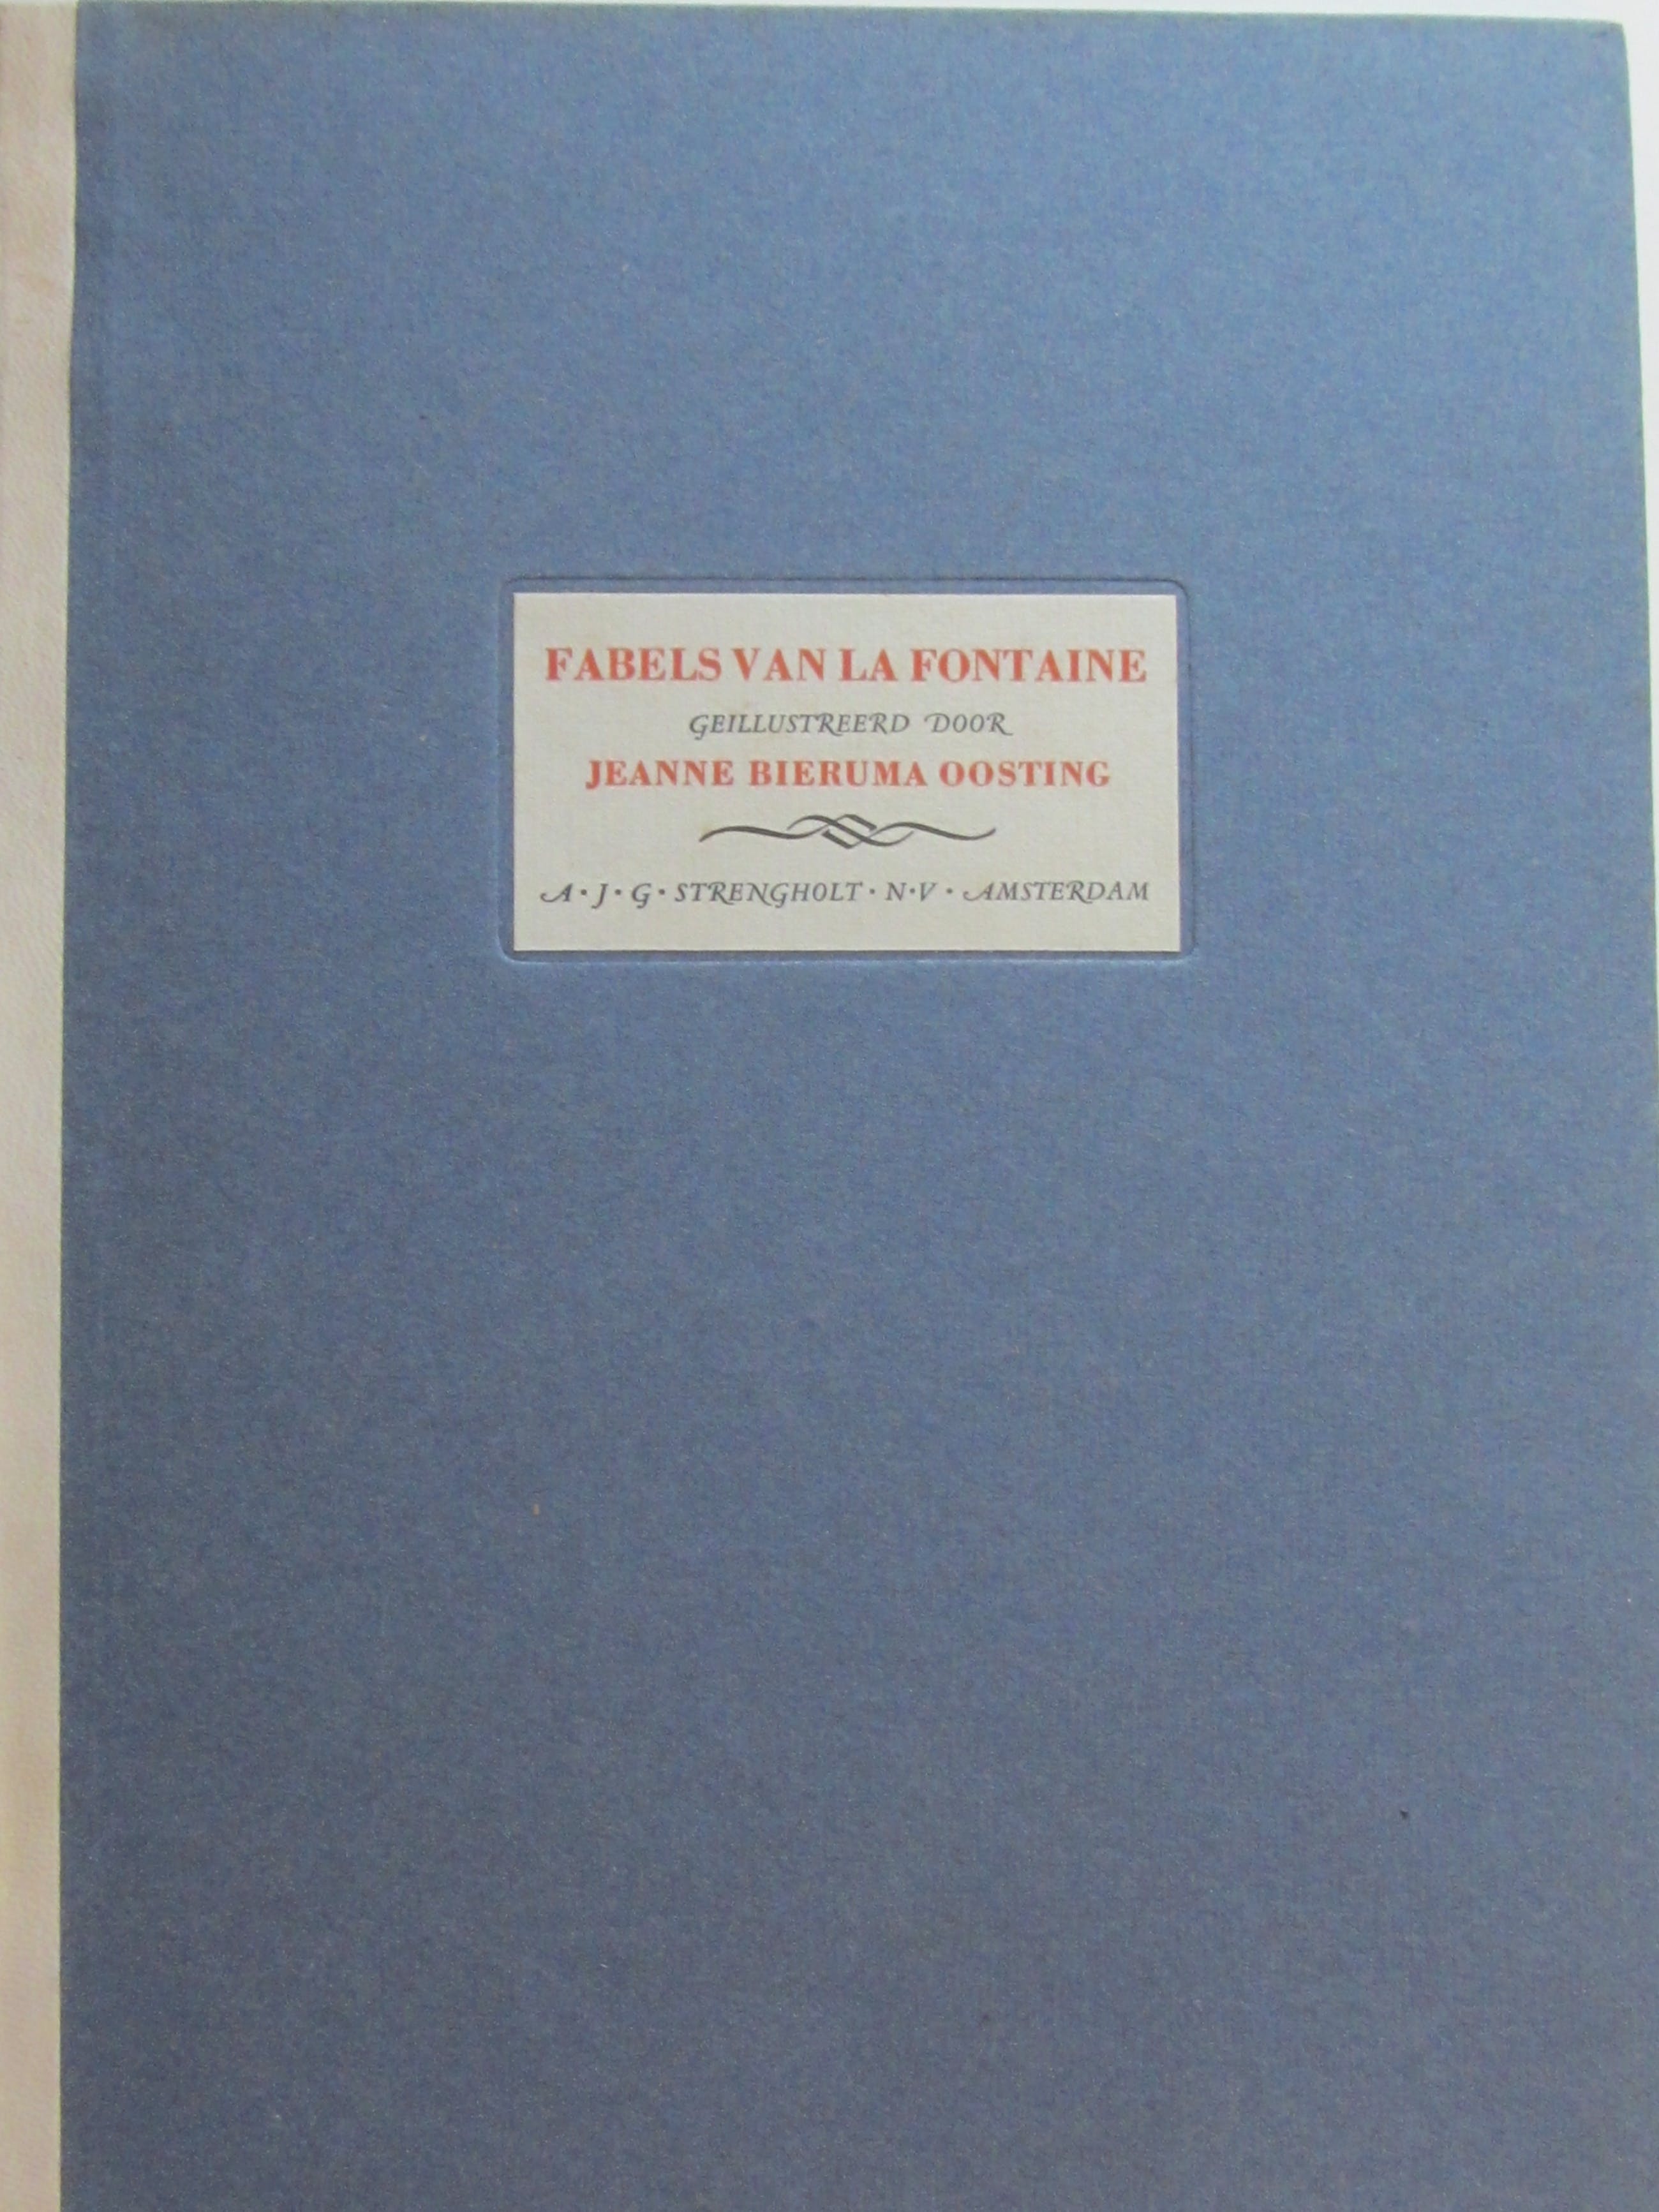 FABELS VAN LA FONTAINE
GEILLUSTREERD DOOR
JEANNE BIERUMA OOSTING
A · J · G · STRENGHOLT · N · V · AMSTERDAM